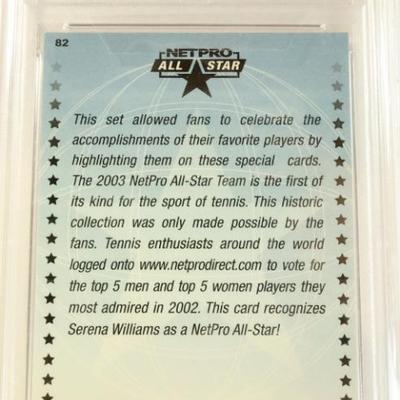 82
NETPRO
ALL STAR
This set allowed fans to celebrate the
accomplishments of their favorite players by
highlighting them on these special cards.
The 2003 NetPro All-Star Team is the first of
its kind for the sport of tennis. This historic
collection was only made possible by the
fans. Tennis enthusiasts around the world
logged onto www.netprodirect.com to vote for
the top 5 men and top 5 women players they
most admired in 2002. This card recognizes
Serena Williams as a NetPro All-Star!